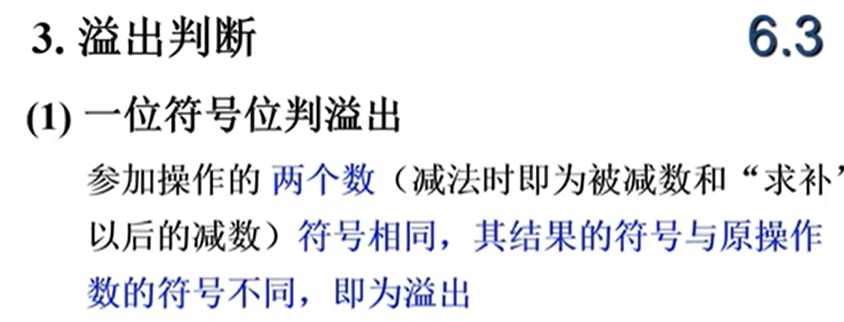 3. 溢出判断 6.3
(1) 一位符号位判溢出
参加操作的 两个数（减法时即为被减数和“求补”
以后的减数）符号相同，其结果的符号与原操作
数的符号不同，即为溢出